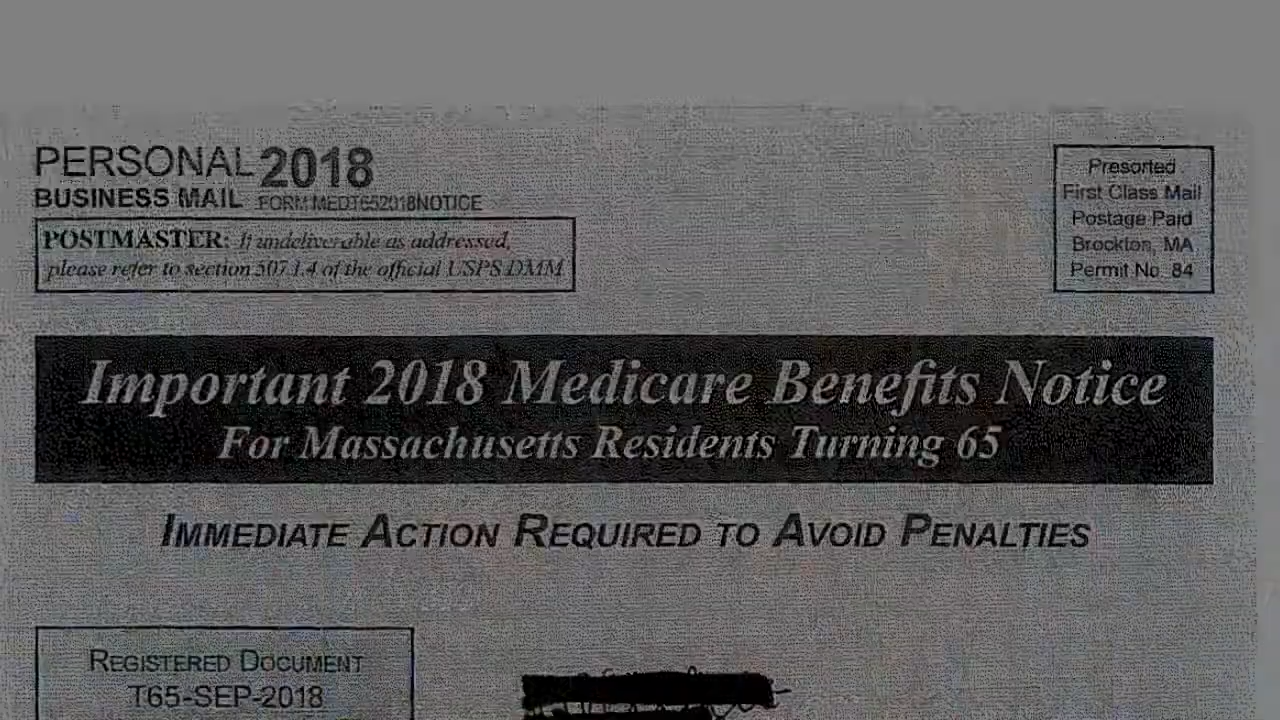 PERSONAL 2018
BUSINESS MAIL FORM MEDT652018NOTICE
POSTMASTER: If undeliverable as addressed,
please refer to section 507.1.4 of the official USPS DMM
Presorted
First Class Mail
Postage Paid
Brockton, MA
Permit No. 84
Important 2018 Medicare Benefits Notice
For Massachusetts Residents Turning 65
IMMEDIATE ACTION REQUIRED TO AVOID PENALTIES
REGISTERED DOCUMENT
T65-SEP-2018